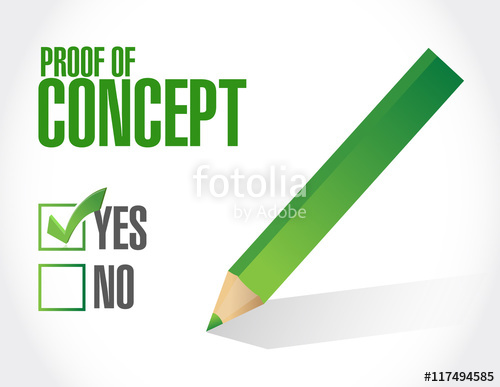 PROOF OF
CONCEPT
fotolia
by Adobe
YES
NO
#117494585